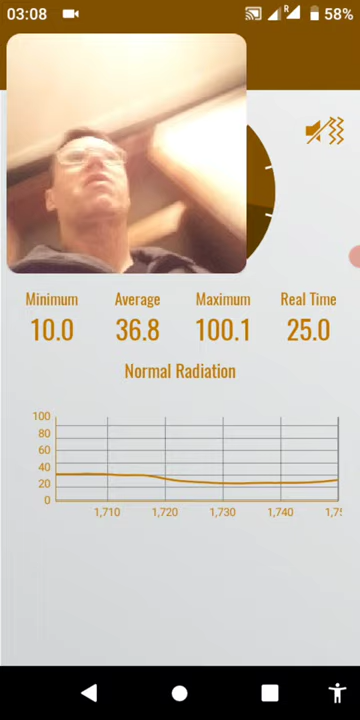 03:08 R 58%
Minimum Average Maximum Real Time
10.0 36.8 100.1 25.0
Normal Radiation
100
80
60
40
20
0
1,710 1,720 1,730 1,740